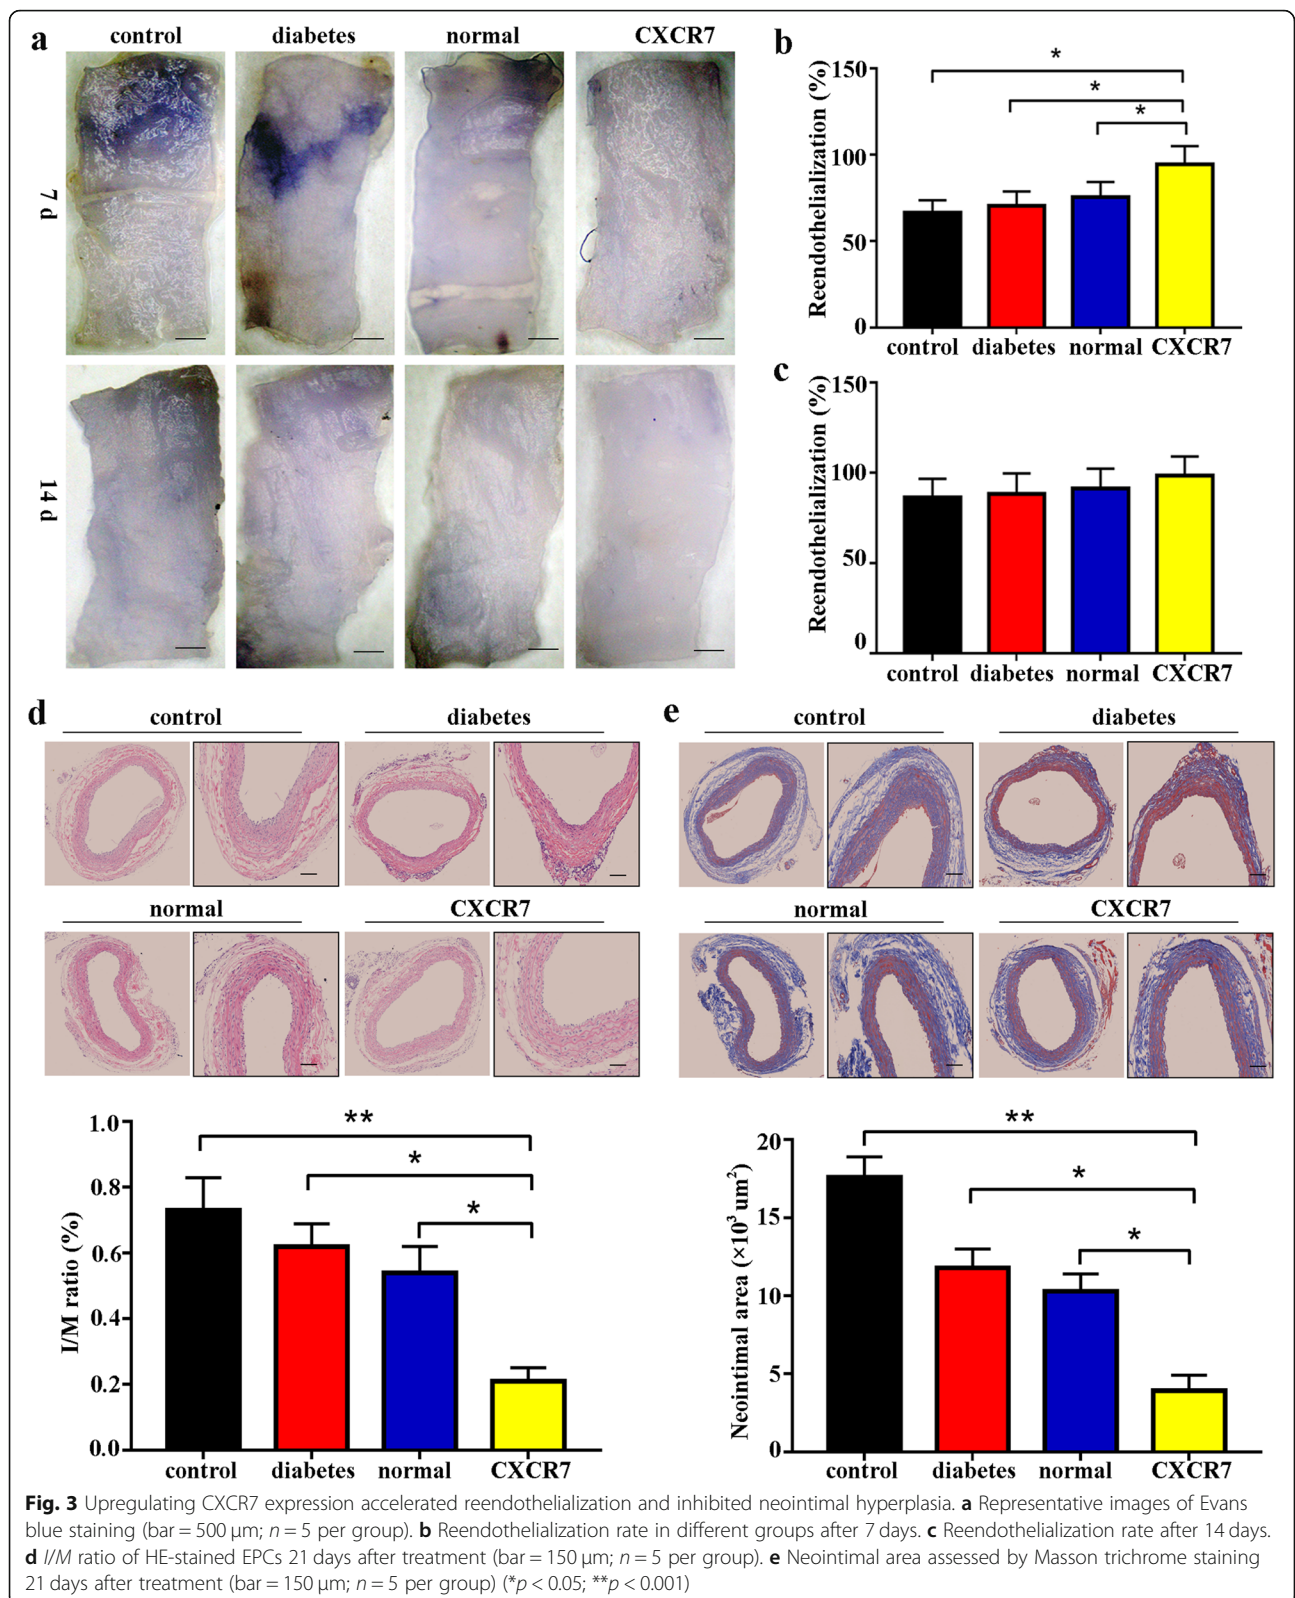 a
control diabetes normal CXCR7
7 d
14 d
b
Reendothelialization (%)
150
100
50
0
* * *
control diabetes normal CXCR7
c
Reendothelialization (%)
150
100
50
0
control diabetes normal CXCR7
d
control diabetes
normal CXCR7
I/M ratio (%)
1.0
0.8
0.6
0.4
0.2
0.0
** * *
control diabetes normal CXCR7
e
control diabetes
normal CXCR7
Neointimal area (×10³ um²)
20
15
10
5
0
** * *
control diabetes normal CXCR7
Fig. 3 Upregulating CXCR7 expression accelerated reendothelialization and inhibited neointimal hyperplasia. a Representative images of Evans
blue staining (bar = 500 μm; n = 5 per group). b Reendothelialization rate in different groups after 7 days. c Reendothelialization rate after 14 days.
d I/M ratio of HE-stained EPCs 21 days after treatment (bar = 150 μm; n = 5 per group). e Neointimal area assessed by Masson trichrome staining
21 days after treatment (bar = 150 μm; n = 5 per group) (*p < 0.05; **p < 0.001)